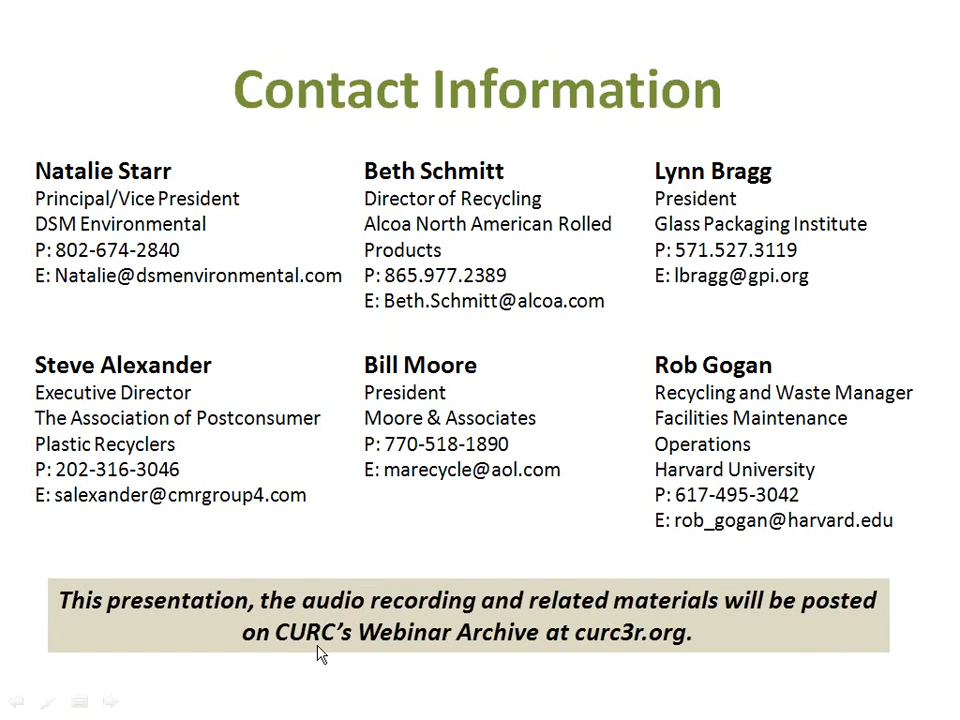 Contact Information
Natalie Starr
Principal/Vice President
DSM Environmental
P: 802-674-2840
E: Natalie@dsmenvironmental.com
Beth Schmitt
Director of Recycling
Alcoa North American Rolled
Products
P: 865.977.2389
E: Beth.Schmitt@alcoa.com
Lynn Bragg
President
Glass Packaging Institute
P: 571.527.3119
E: lbragg@gpi.org
Steve Alexander
Executive Director
The Association of Postconsumer
Plastic Recyclers
P: 202-316-3046
E: salexander@cmrgroup4.com
Bill Moore
President
Moore & Associates
P: 770-518-1890
E: marecycle@aol.com
Rob Gogan
Recycling and Waste Manager
Facilities Maintenance
Operations
Harvard University
P: 617-495-3042
E: rob_gogan@harvard.edu
This presentation, the audio recording and related materials will be posted
on CURC’s Webinar Archive at curc3r.org.